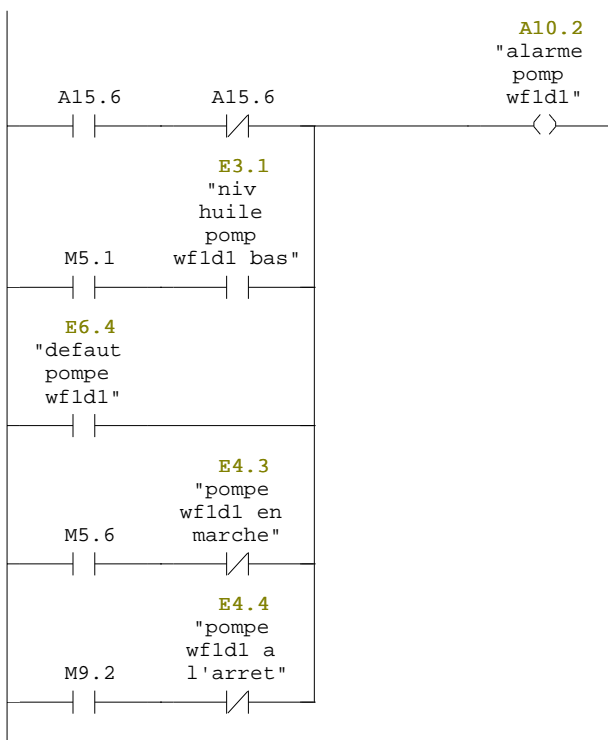 A10.2
"alarme
pomp
wf1d1"
A15.6 A15.6
E3.1
"niv
huile
pomp
M5.1 wf1d1 bas"
E6.4
"defaut
pompe
wf1d1"
E4.3
"pompe
wf1d1 en
M5.6 marche"
E4.4
"pompe
wf1d1 a
M9.2 l'arret"